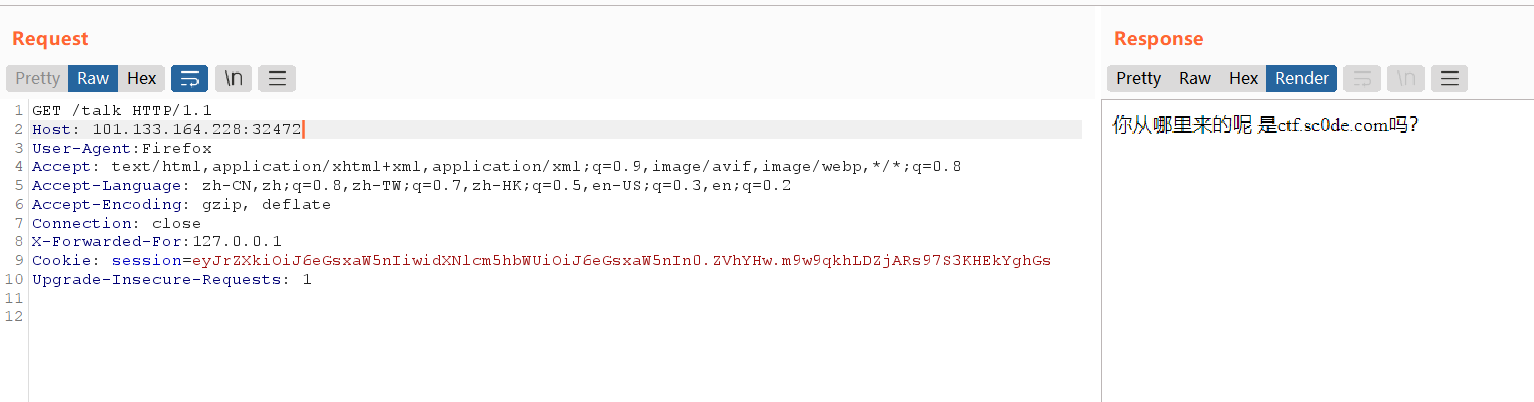 Request
Response
Pretty Raw Hex \n
Pretty Raw Hex Render \n
1 GET /talk HTTP/1.1
2 Host: 101.133.164.228:32472
3 User-Agent:Firefox
4 Accept: text/html,application/xhtml+xml,application/xml;q=0.9,image/avif,image/webp,*/*;q=0.8
5 Accept-Language: zh-CN,zh;q=0.8,zh-TW;q=0.7,zh-HK;q=0.5,en-US;q=0.3,en;q=0.2
6 Accept-Encoding: gzip, deflate
7 Connection: close
8 X-Forwarded-For:127.0.0.1
9 Cookie: session=eyJrZXkiOiJ6eGsxaW5nIiwidXNlcm5hbWUiOiJ6eGsxaW5nIn0.ZVhYHw.m9w9qkhLDZjARs97S3KHEkYghGs
10 Upgrade-Insecure-Requests: 1
11
12
你从哪里来的呢 是ctf.sc0de.com吗?